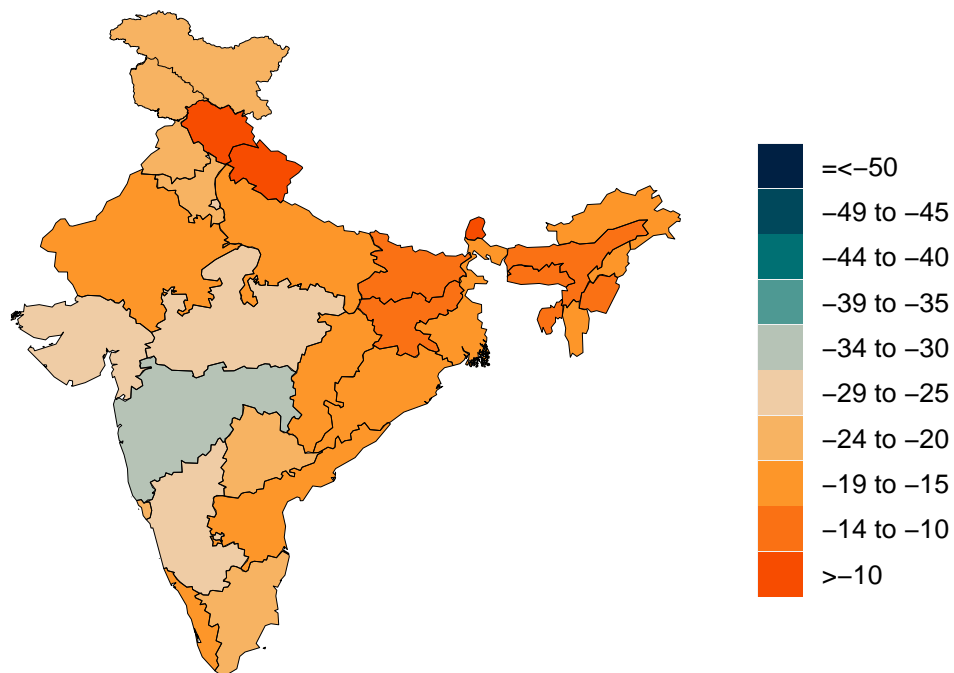 =<−50
−49 to −45
−44 to −40
−39 to −35
−34 to −30
−29 to −25
−24 to −20
−19 to −15
−14 to −10
>−10